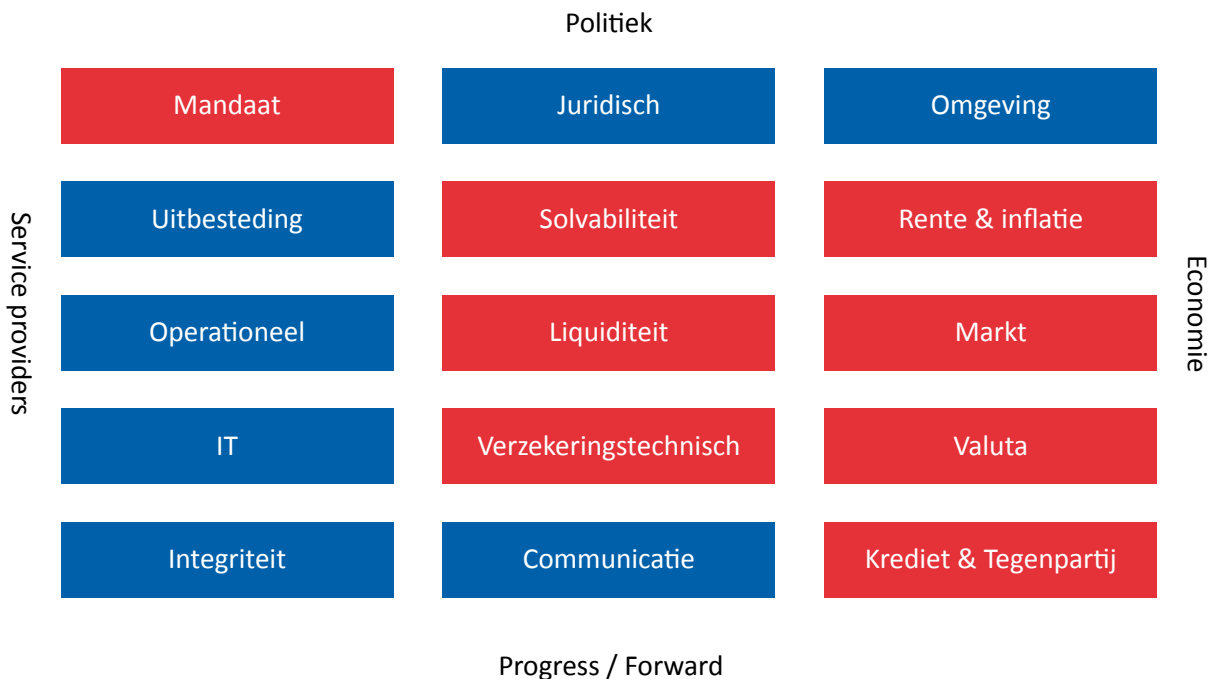 Politiek
Mandaat
Juridisch
Omgeving
Uitbesteding
Solvabiliteit
Rente & inflatie
Service providers
Economie
Operationeel
Liquiditeit
Markt
IT
Verzekeringstechnisch
Valuta
Integriteit
Communicatie
Krediet & Tegenpartij
Progress / Forward